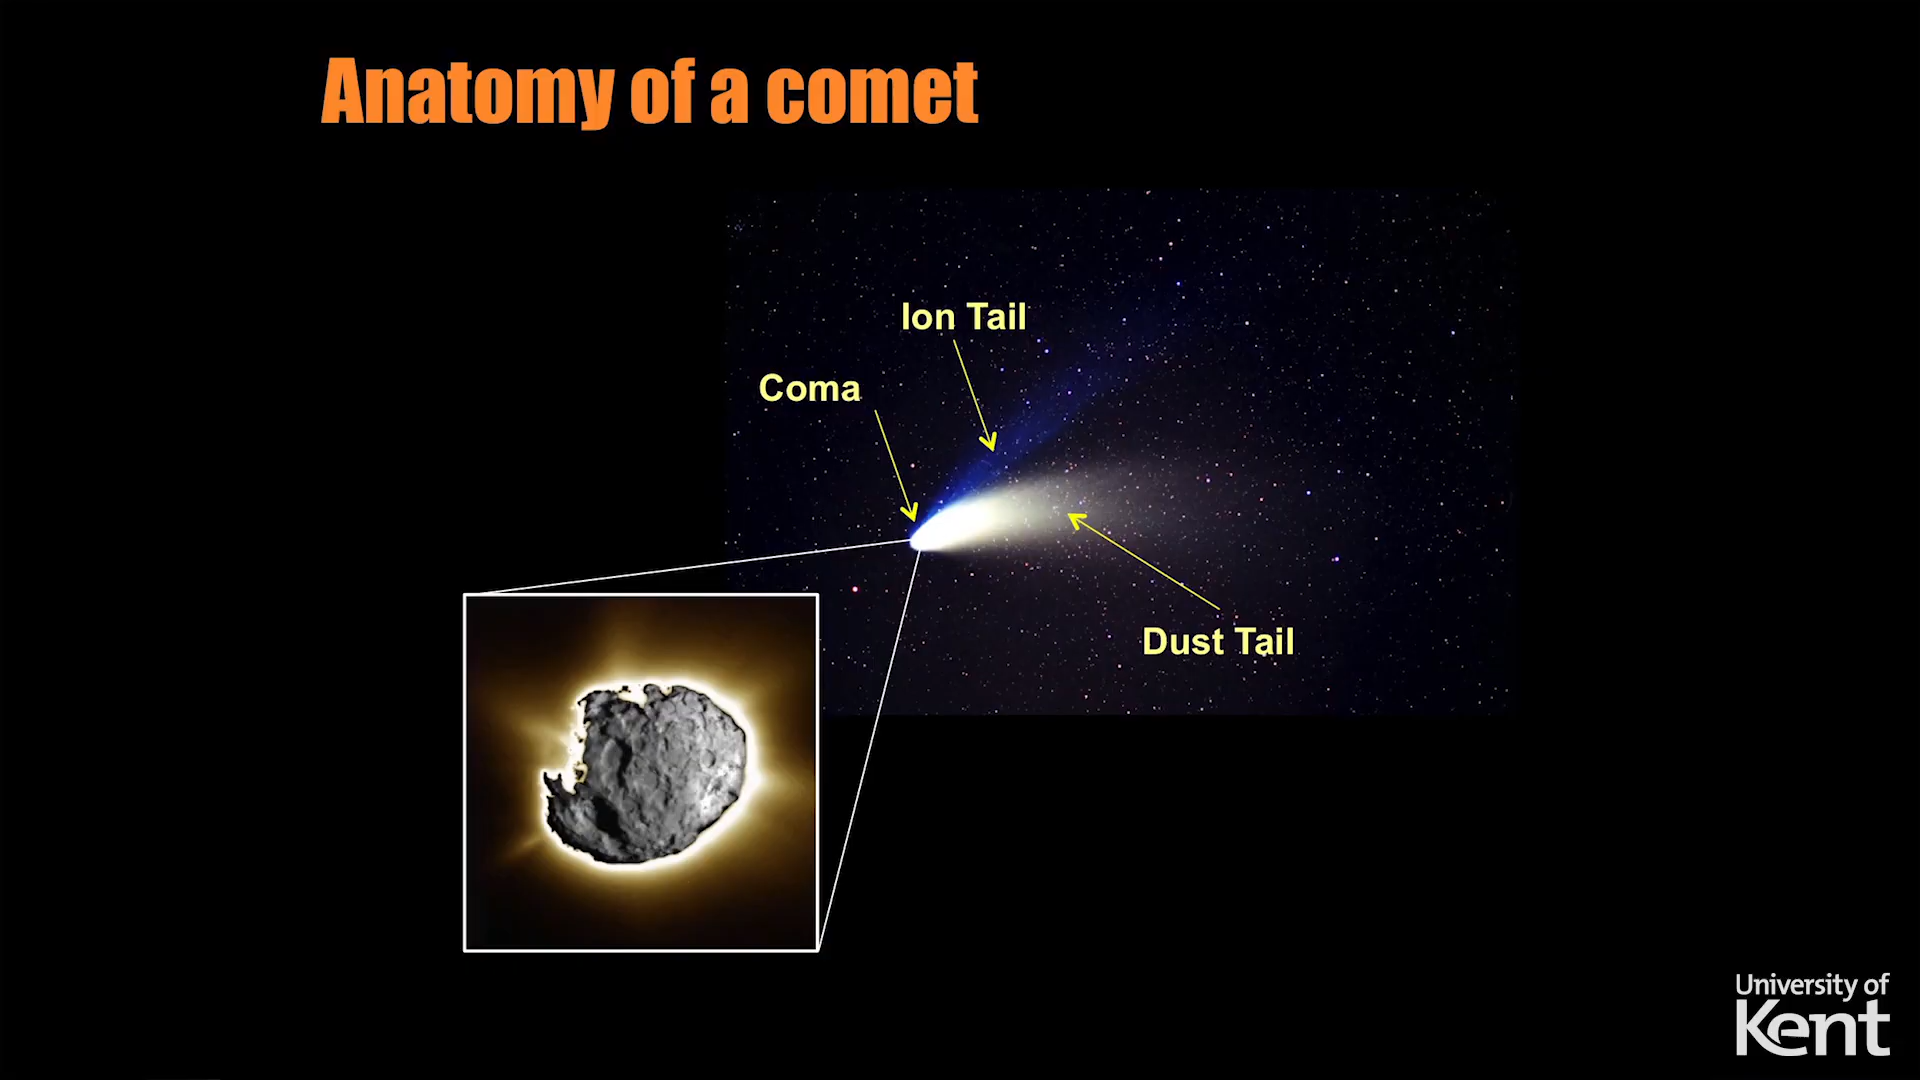 Anatomy of a comet
Ion Tail
Coma
Dust Tail
University of
Kent